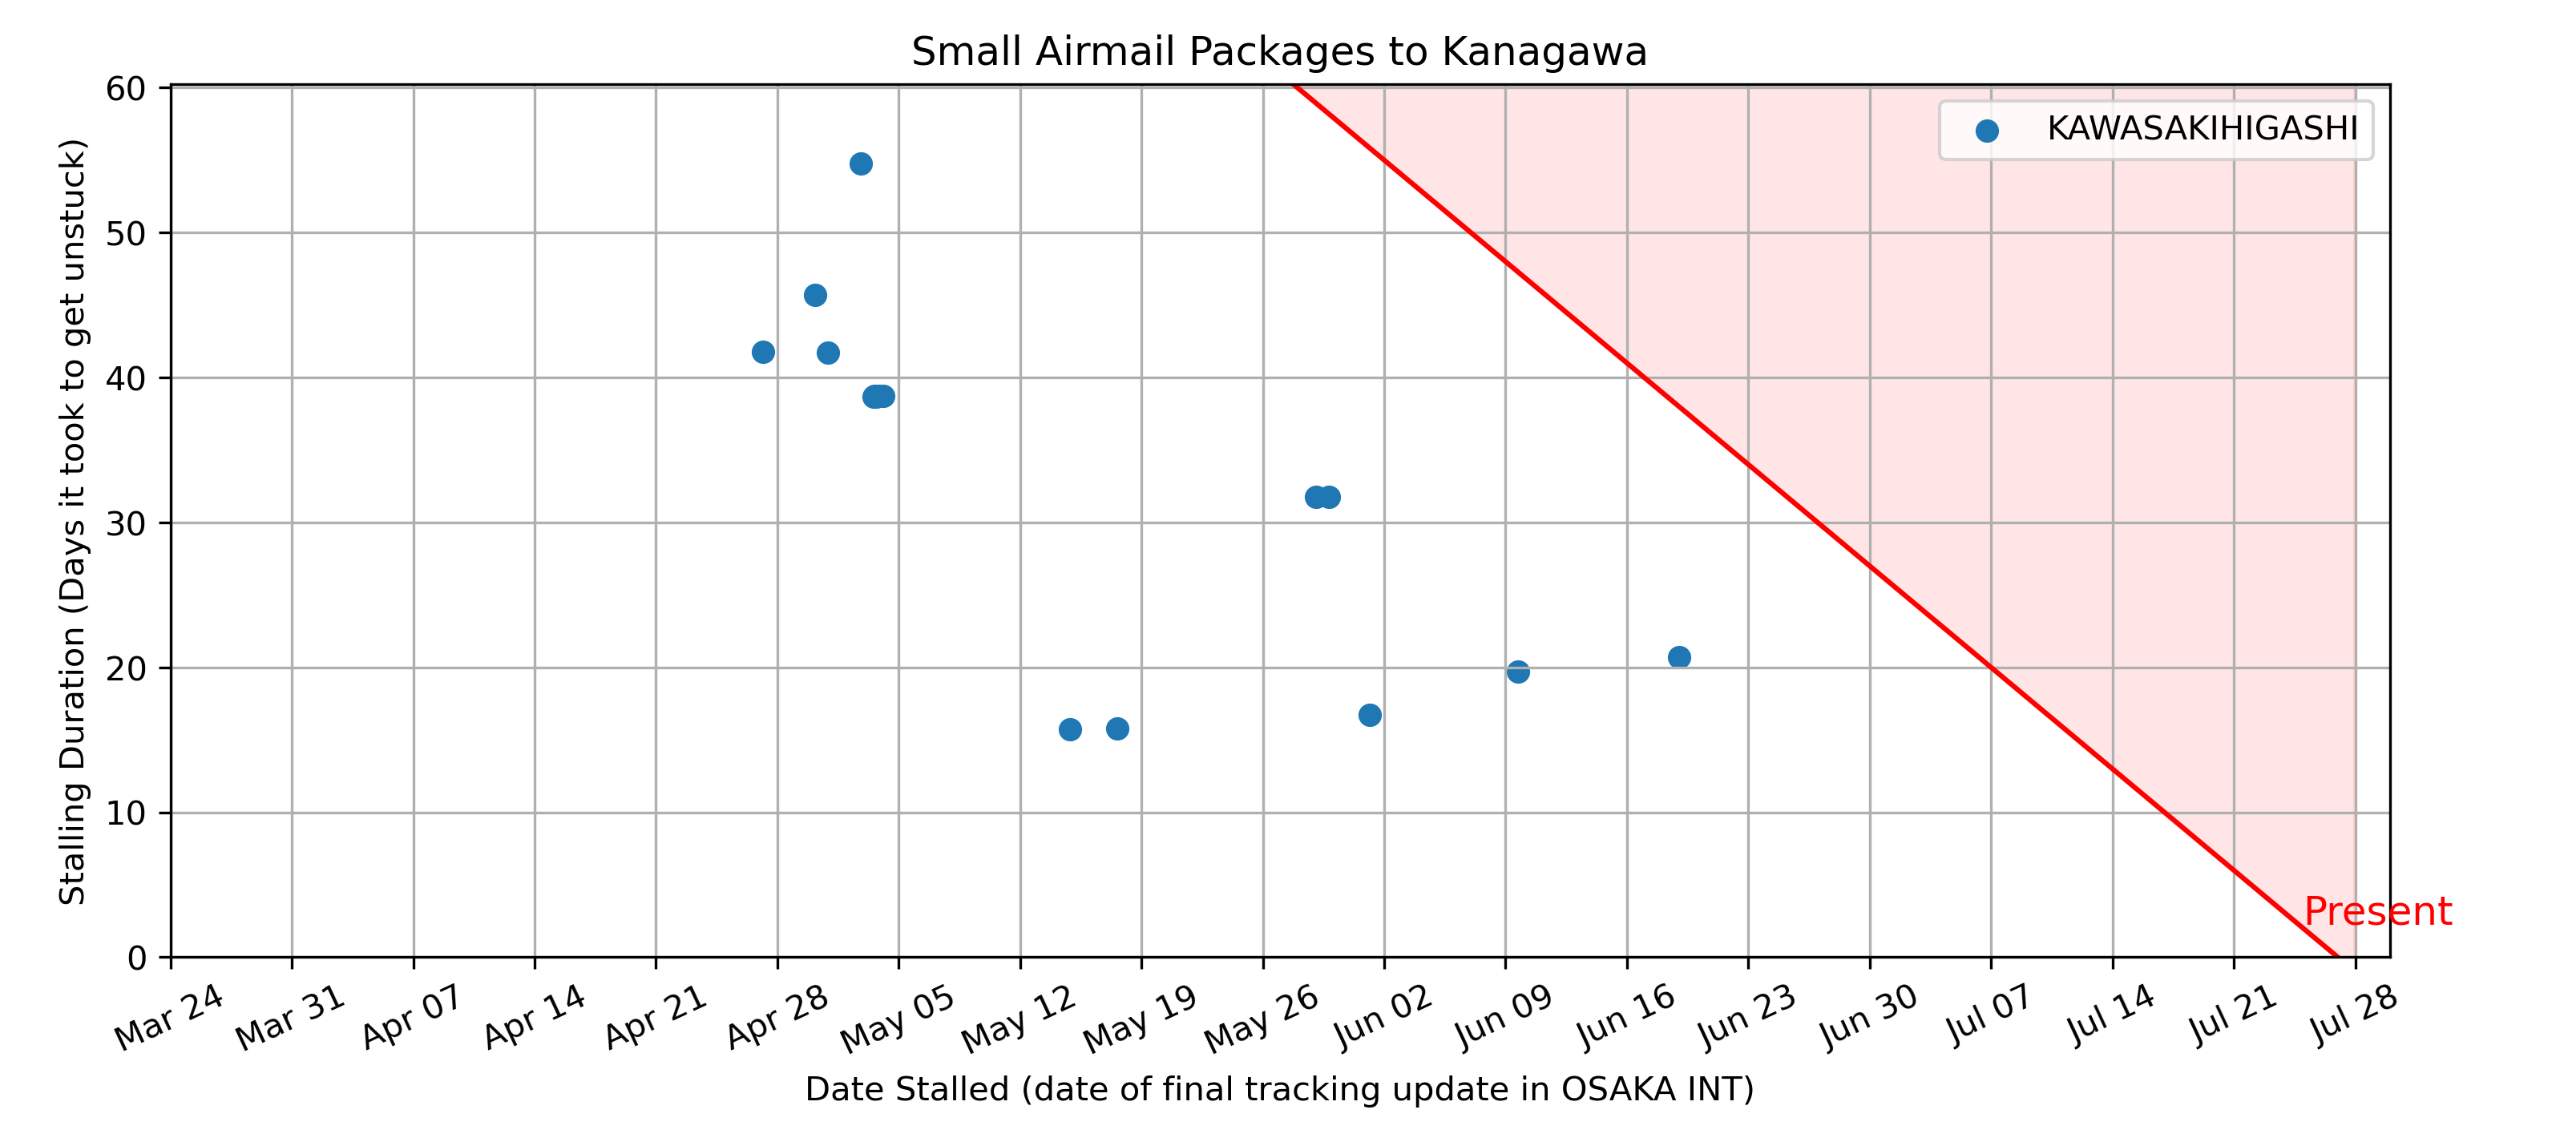 Small Airmail Packages to Kanagawa
KAWASAKIHIGASHI
Stalling Duration (Days it took to get unstuck)
60
50
40
30
20
10
0
Present
Mar 24
Mar 31
Apr 07
Apr 14
Apr 21
Apr 28
May 05
May 12
May 19
May 26
Jun 02
Jun 09
Jun 16
Jun 23
Jun 30
Jul 07
Jul 14
Jul 21
Jul 28
Date Stalled (date of final tracking update in OSAKA INT)